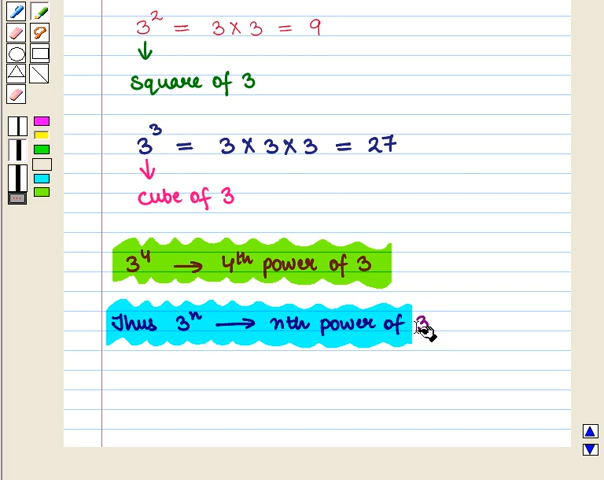 3² = 3 × 3 = 9
↓
Square of 3
3³ = 3 × 3 × 3 = 27
↓
Cube of 3
3⁴ → 4th power of 3
Thus 3ⁿ → nth power of 3